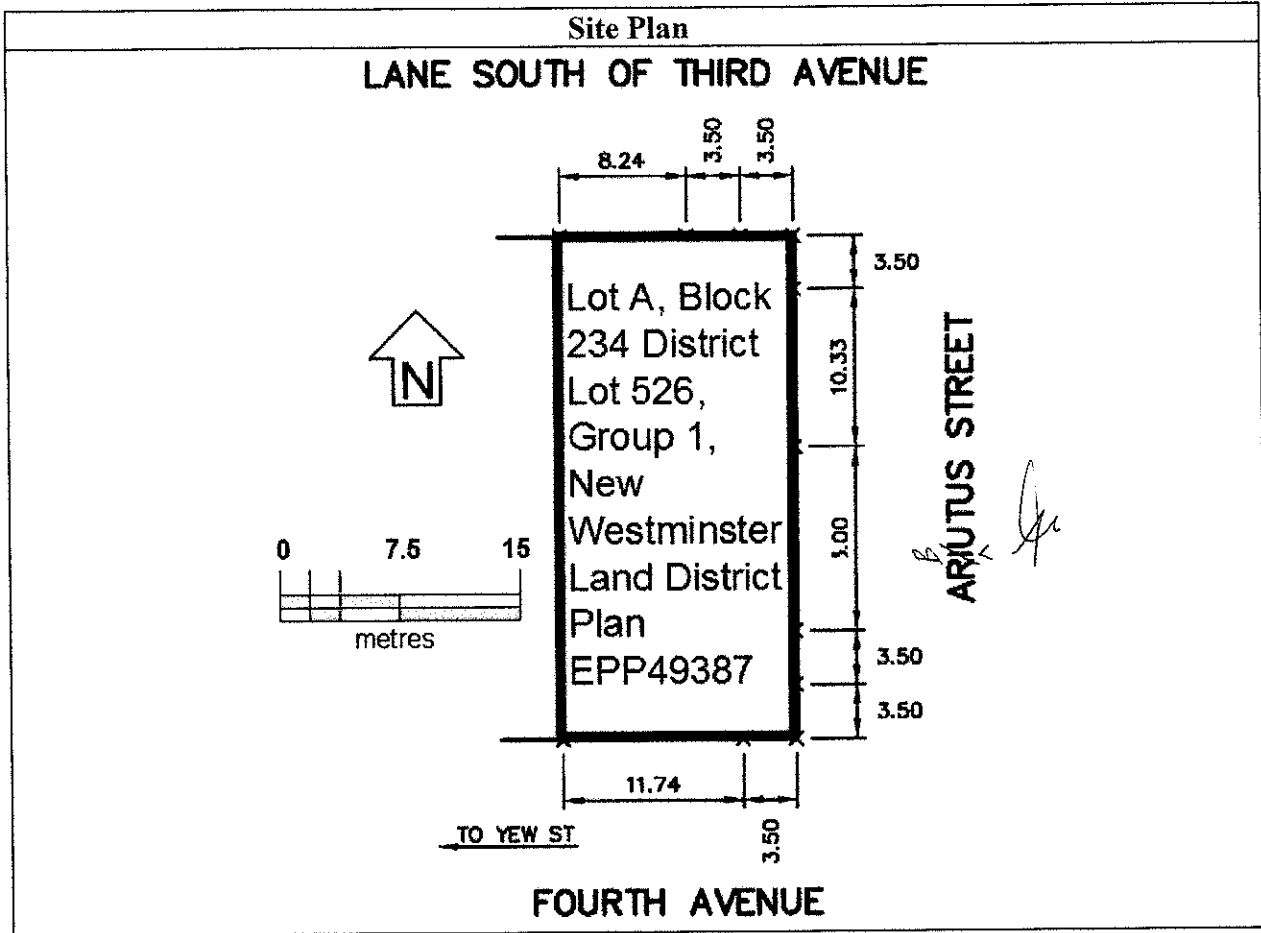 Site Plan
LANE SOUTH OF THIRD AVENUE
8.24
3.50
3.50
3.50
10.33
3.50
3.50
Lot A, Block
234 District
Lot 526,
Group 1,
New
Westminster
Land District
Plan
EPP49387
N
0 7.5 15
metres
STREET
11.74
3.50
TO YEW ST
FOURTH AVENUE